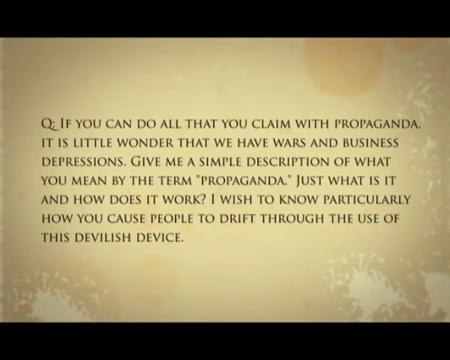 Q: If you can do all that you claim with propaganda,
it is little wonder that we have wars and business
depressions. Give me a simple description of what
you mean by the term "propaganda." Just what is it
and how does it work? I wish to know particularly
how you cause people to drift through the use of
this devilish device.